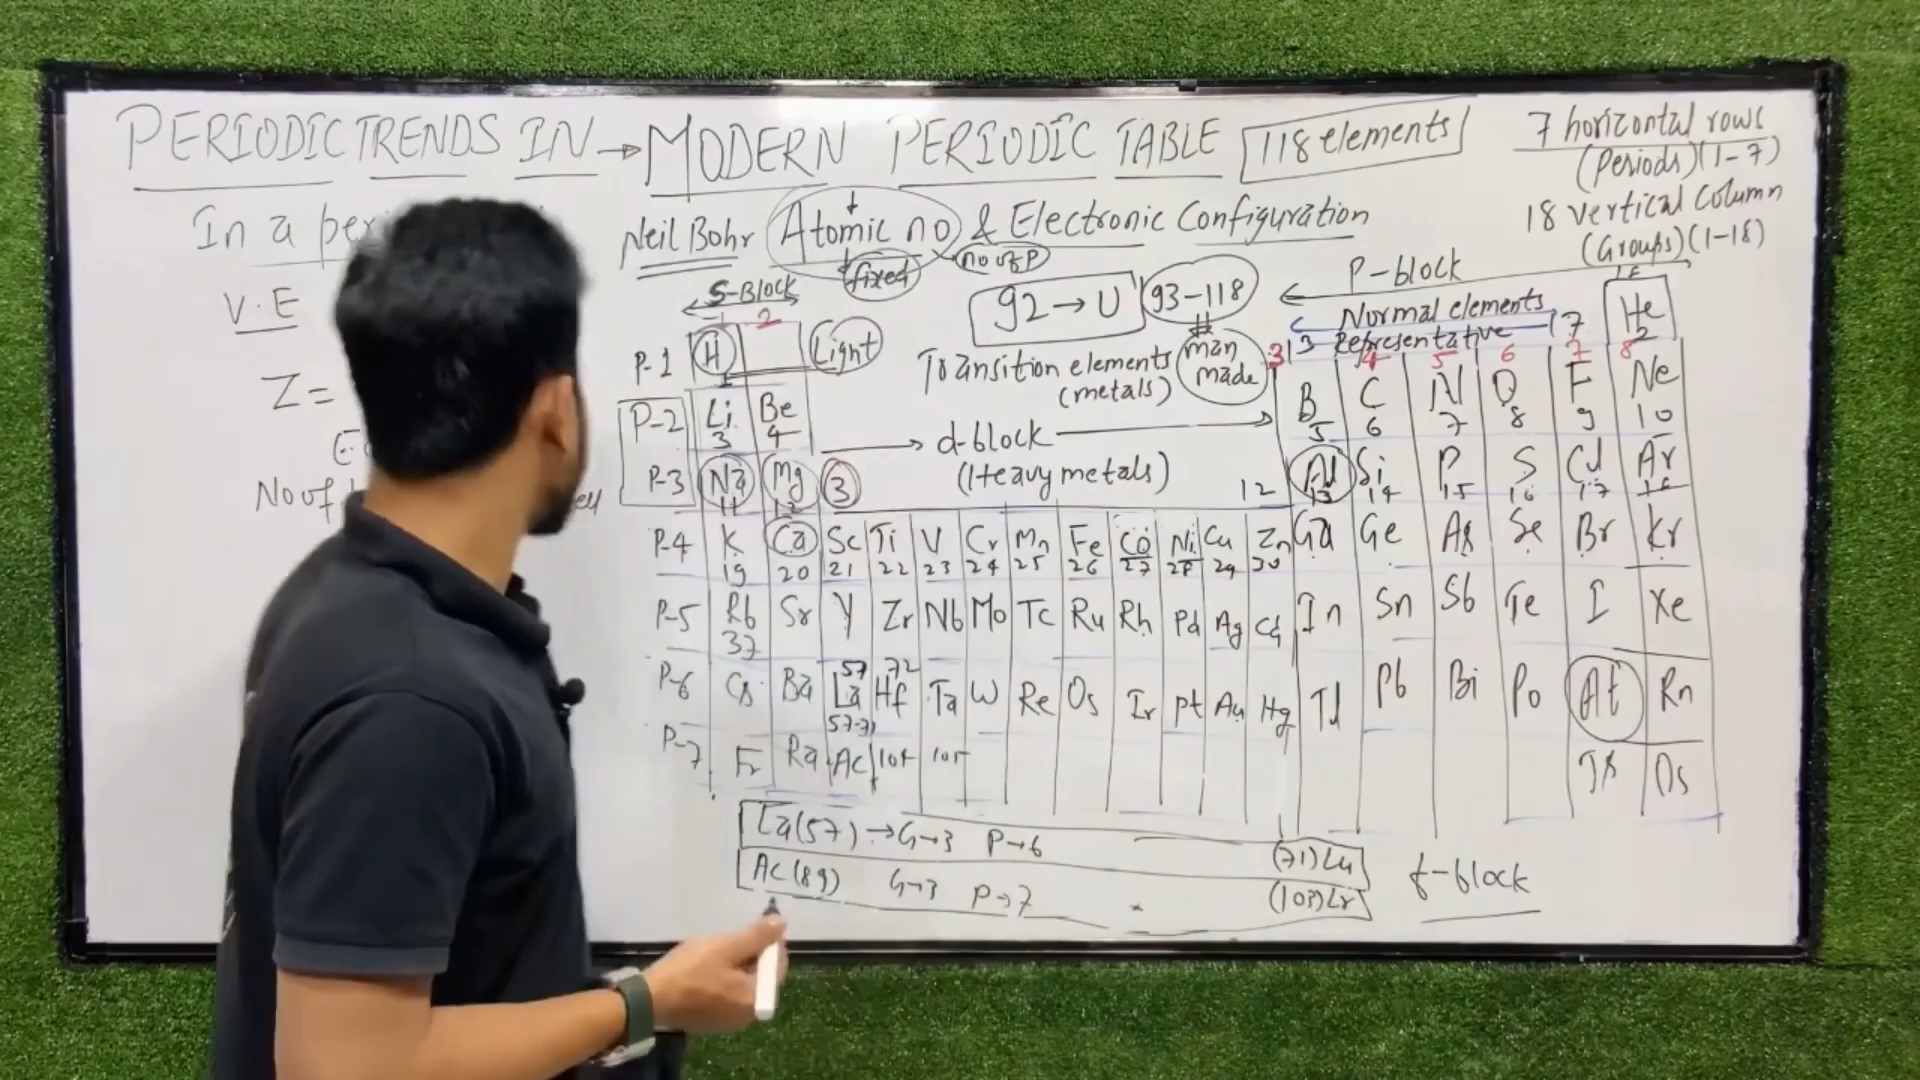 PERIODIC TRENDS IN → MODERN PERIODIC TABLE 118 elements
7 horizontal rows
(Periods) (1-7)
18 vertical column
(Groups) (1-18)
In a
Neil Bohr Atomic no & Electronic Configuration
fixed no of P
V.E
Z =
No of
S-Block
92 → U 93-118
man made
P-block
Normal elements
Representative
Transition elements
(metals)
2 3 13 4 5 6 7 17 8 18
P-1 H 1 Light He 2
P-2 Li 3 Be 4 B 5 C 6 N 7 O 8 F 9 Ne 10
→ d-block →
(Heavy metals)
P-3 Na 11 Mg 12 3 12 Al 13 Si 14 P 15 S 16 Cl 17 Ar 18
P-4 K 19 Ca 20 Sc 21 Ti 22 V 23 Cr 24 Mn 25 Fe 26 Co 27 Ni 28 Cu 29 Zn 30 Ga Ge As Se Br Kr
P-5 Rb 37 Sr Y Zr Nb Mo Tc Ru Rh Pd Ag Cd In Sn Sb Te I Xe
P-6 Cs Ba 57 La 57-71 72 Hf Ta W Re Os Ir Pt Au Hg Tl Pb Bi Po At Rn
P-7 Fr Ra Ac 104 105 Ts Os
La(57) → G→3 P→6 (71)Lu
Ac(89) G→3 P→7 (103)Lr
f-block